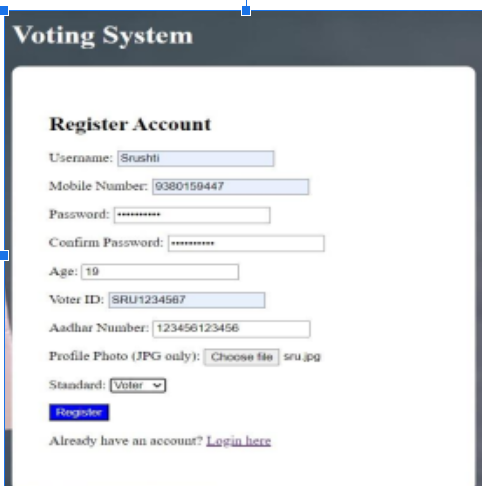 Voting System
Register Account
Username: Srushti
Mobile Number: 9380159447
Password: ••••••••••
Confirm Password: ••••••••••
Age: 19
Voter ID: SRU1234567
Aadhar Number: 123456123456
Profile Photo (JPG only): Choose file sru.jpg
Standard: Voter
Register
Already have an account? Login here